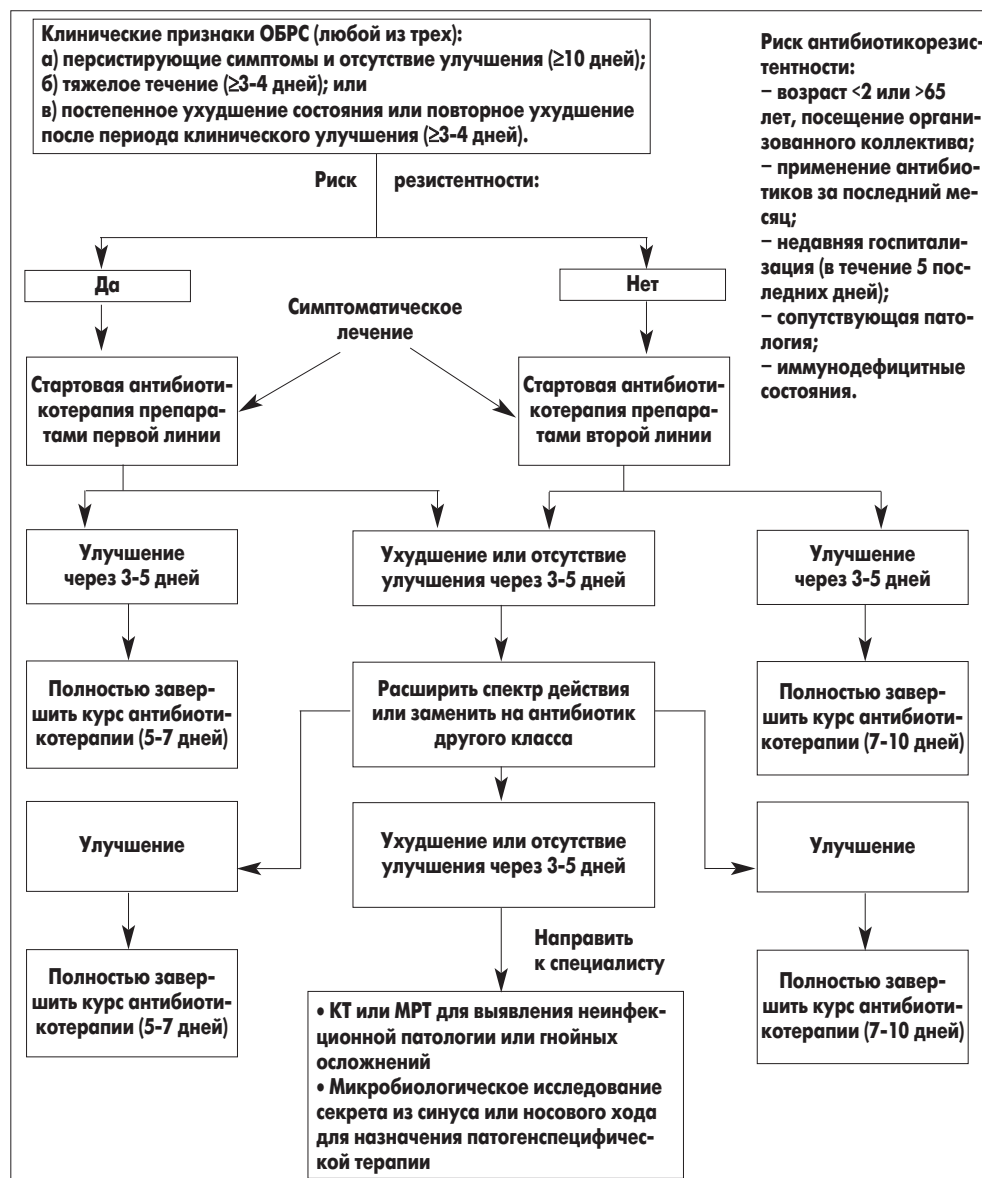 Клинические признаки ОБРС (любой из трех):
а) персистирующие симптомы и отсутствие улучшения (≥10 дней);
б) тяжелое течение (≥3-4 дней); или
в) постепенное ухудшение состояния или повторное ухудшение
после периода клинического улучшения (≥3-4 дней).
Риск антибиотикорезис-
тентности:
– возраст <2 или >65
лет, посещение органи-
зованного коллектива;
– применение антибио-
тиков за последний ме-
сяц;
– недавняя госпитали-
зация (в течение 5 пос-
ледних дней);
– сопутствующая пато-
логия;
– иммунодефицитные
состояния.
Риск резистентности:
Да
Нет
Симптоматическое
лечение
Стартовая антибиоти-
котерапия препара-
тами первой линии
Стартовая антибиоти-
котерапия препара-
тами второй линии
Улучшение
через 3-5 дней
Ухудшение или отсутствие
улучшения через 3-5 дней
Улучшение
через 3-5 дней
Полностью завер-
шить курс антибиоти-
котерапии (5-7 дней)
Расширить спектр действия
или заменить на антибиотик
другого класса
Полностью завер-
шить курс антибиоти-
котерапии (7-10 дней)
Улучшение
Ухудшение или отсутствие
улучшения через 3-5 дней
Улучшение
Направить
к специалисту
Полностью завер-
шить курс антибиоти-
котерапии (5-7 дней)
• КТ или МРТ для выявления неинфек-
ционной патологии или гнойных
осложнений
• Микробиологическое исследование
секрета из синуса или носового хода
для назначения патогенспецифичес-
кой терапии
Полностью завер-
шить курс антибиоти-
котерапии (7-10 дней)